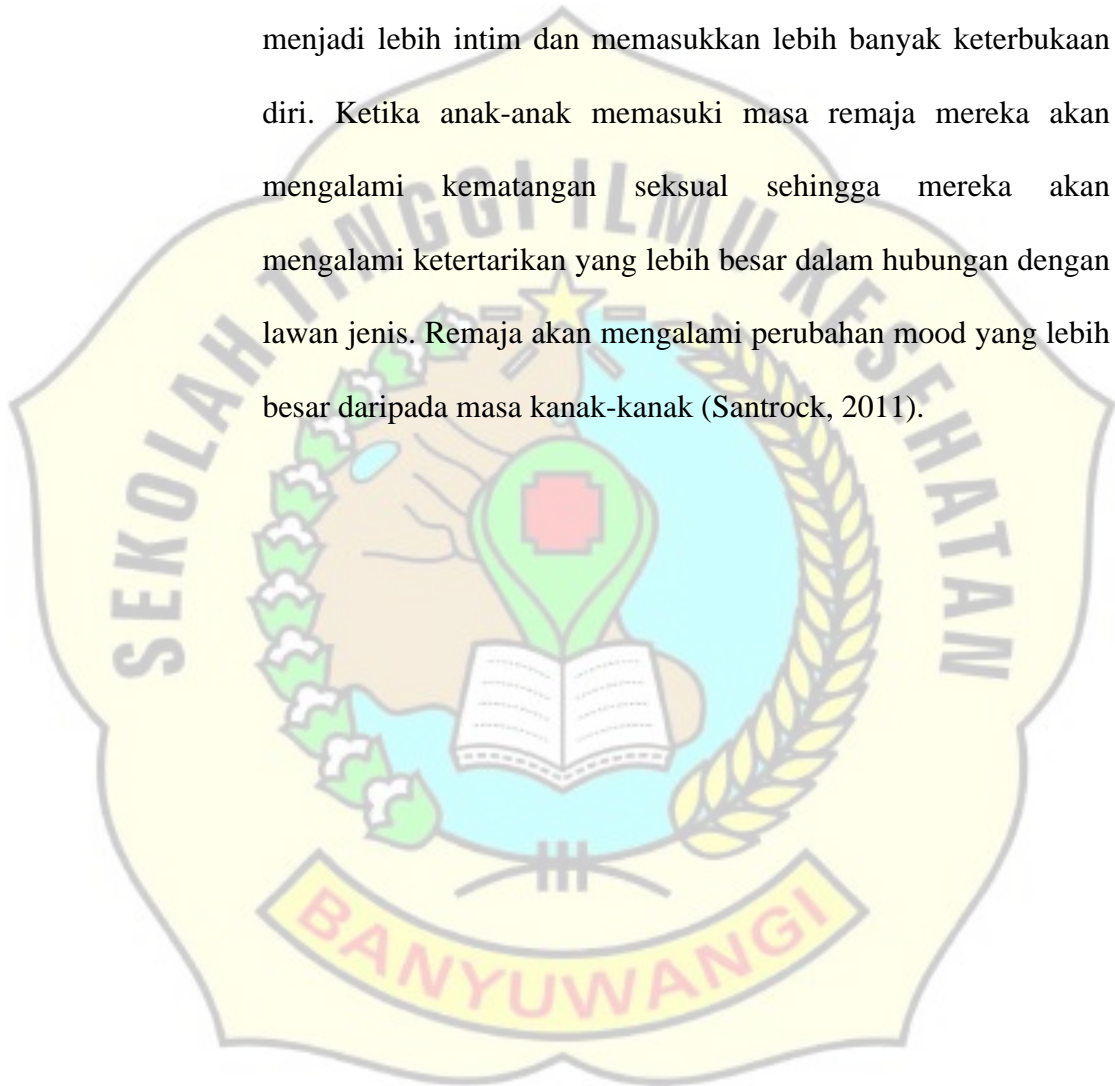 menjadi lebih intim dan memasukkan lebih banyak keterbukaan
diri. Ketika anak-anak memasuki masa remaja mereka akan
mengalami kematangan seksual sehingga mereka akan
mengalami ketertarikan yang lebih besar dalam hubungan dengan
lawan jenis. Remaja akan mengalami perubahan mood yang lebih
besar daripada masa kanak-kanak (Santrock, 2011).
SEKOLAH TINGGI ILMU KESEHATAN
BANYUWANGI